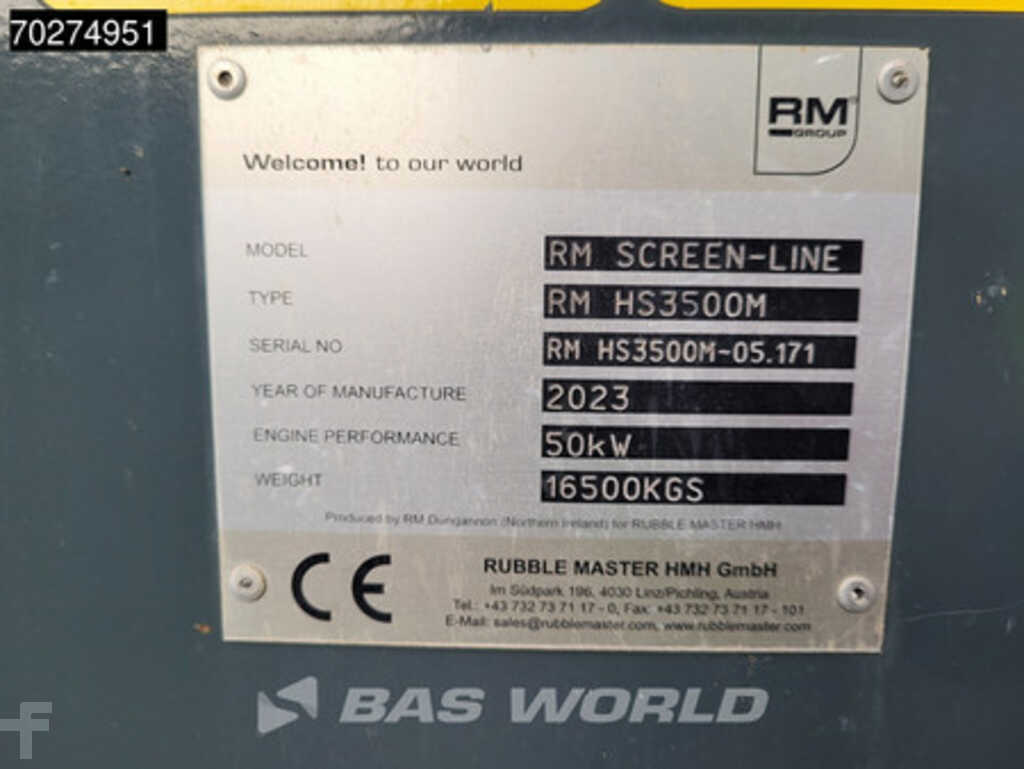 70274951
RM
GROUP
Welcome! to our world
MODEL RM SCREEN-LINE
TYPE RM HS3500M
SERIAL NO RM HS3500M-05.171
YEAR OF MANUFACTURE 2023
ENGINE PERFORMANCE 50kW
WEIGHT 16500KGS
Produced by RM Dungannon (Northern Ireland) for RUBBLE MASTER HMH
CE
RUBBLE MASTER HMH GmbH
Im Südpark 196, 4030 Linz/Pichling, Austria
Tel.: +43 732 73 71 17 - 0, Fax: +43 732 73 71 17 - 101
E-Mail: sales@rubblemaster.com, www.rubblemaster.com
BAS WORLD
f